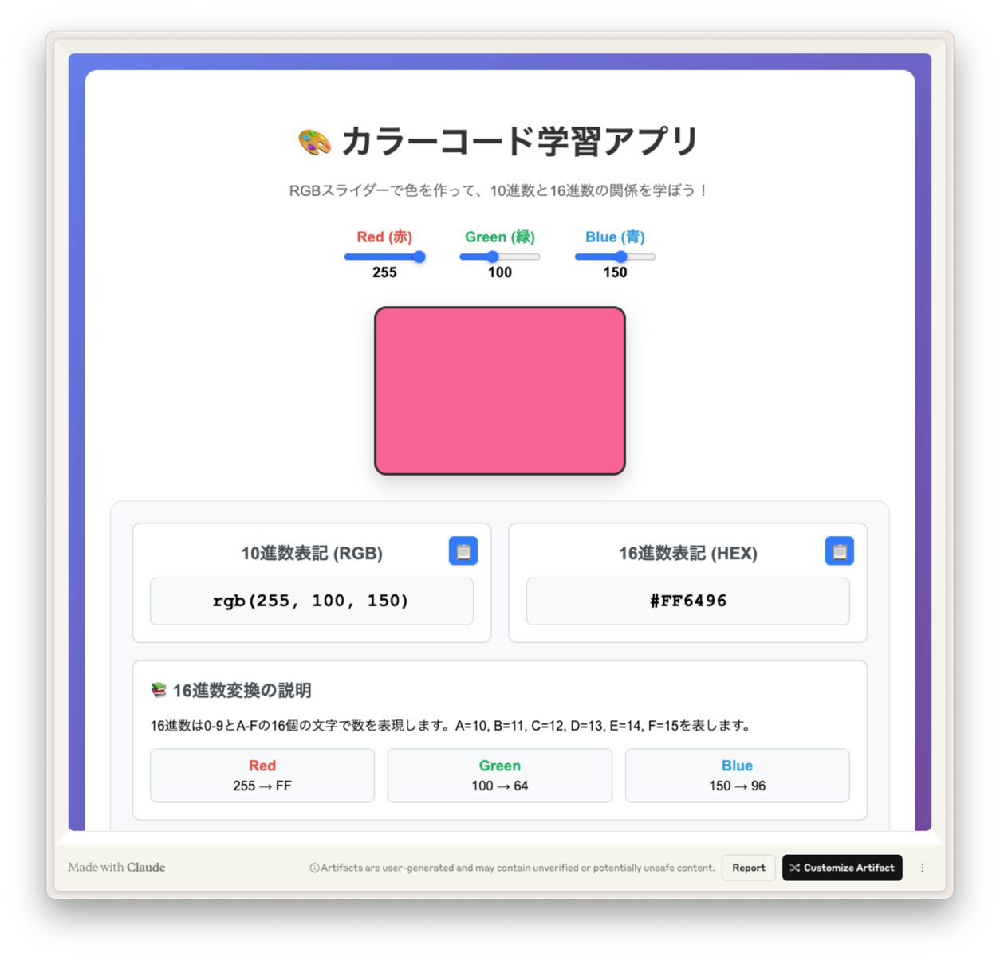 🎨 カラーコード学習アプリ
RGBスライダーで色を作って、10進数と16進数の関係を学ぼう！
Red (赤) Green (緑) Blue (青)
255 100 150
10進数表記 (RGB) 16進数表記 (HEX)
rgb(255, 100, 150) #FF6496
📚 16進数変換の説明
16進数は0-9とA-Fの16個の文字で数を表現します。A=10, B=11, C=12, D=13, E=14, F=15を表します。
Red Green Blue
255 → FF 100 → 64 150 → 96
Made with Claude Artifacts are user-generated and may contain unverified or potentially unsafe content. Report Customize Artifact